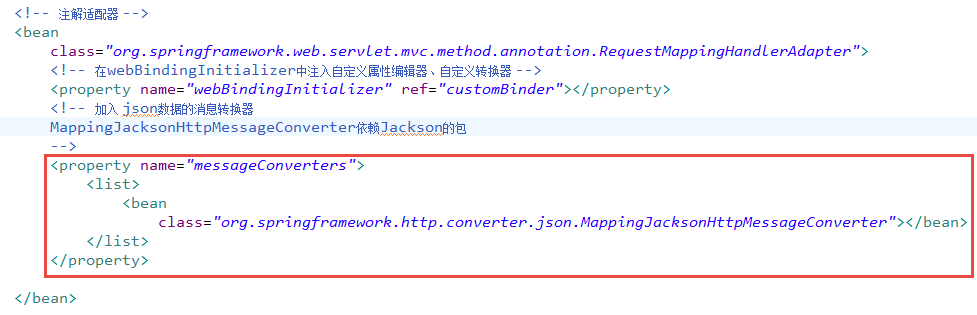 <!-- 注解适配器 -->
<bean
class="org.springframework.web.servlet.mvc.method.annotation.RequestMappingHandlerAdapter">
<!-- 在webBindingInitializer中注入自定义属性编辑器、自定义转换器 -->
<property name="webBindingInitializer" ref="customBinder"></property>
<!-- 加入 json数据的消息转换器
MappingJacksonHttpMessageConverter依赖Jackson的包
-->
<property name="messageConverters">
<list>
<bean
class="org.springframework.http.converter.json.MappingJacksonHttpMessageConverter"></bean>
</list>
</property>
</bean>